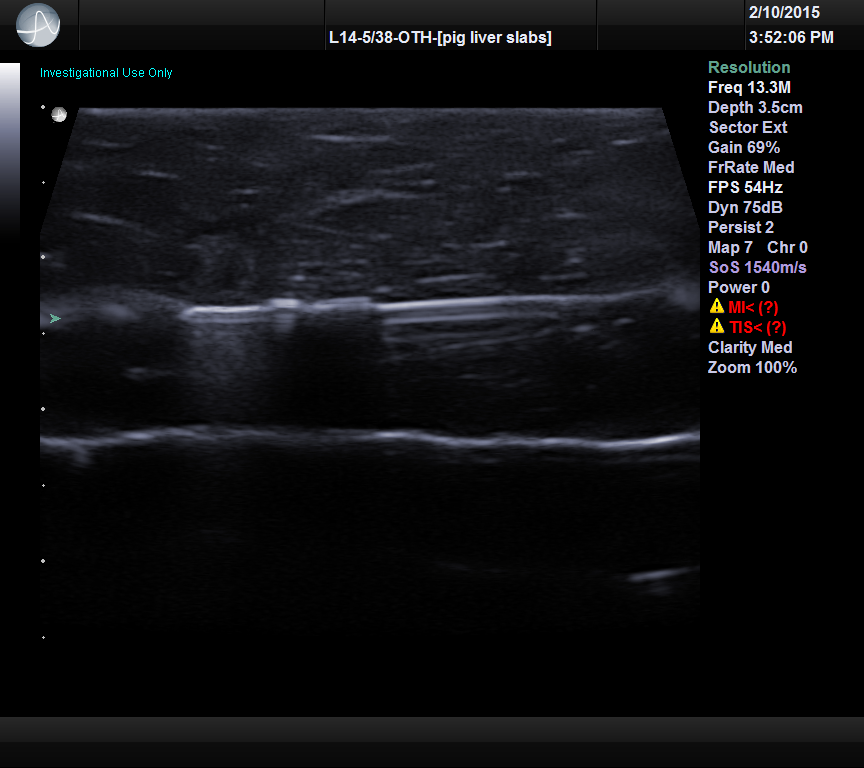 2/10/2015
L14-5/38-OTH-[pig liver slabs]
3:52:06 PM
Investigational Use Only
Resolution
Freq 13.3M
Depth 3.5cm
Sector Ext
Gain 69%
FrRate Med
FPS 54Hz
Dyn 75dB
Persist 2
Map 7 Chr 0
SoS 1540m/s
Power 0
MI< (?)
TIS< (?)
Clarity Med
Zoom 100%